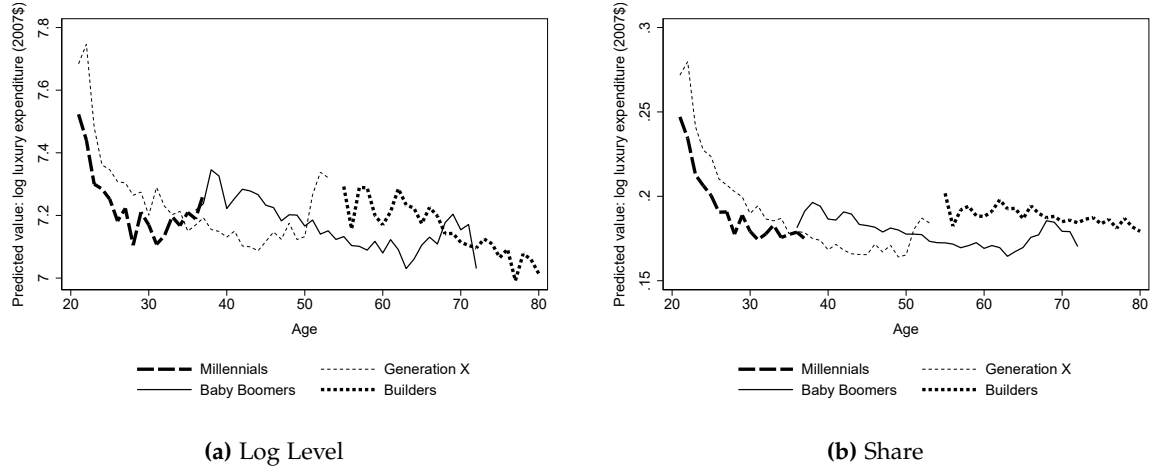 Predicted value: log luxury expenditure (2007$)
7.8
7.6
7.4
7.2
7
20 30 40 50 60 70 80
Age
Millennials Generation X
Baby Boomers Builders
(a) Log Level
Predicted value: log luxury expenditure (2007$)
.3
.25
.2
.15
20 30 40 50 60 70 80
Age
Millennials Generation X
Baby Boomers Builders
(b) Share